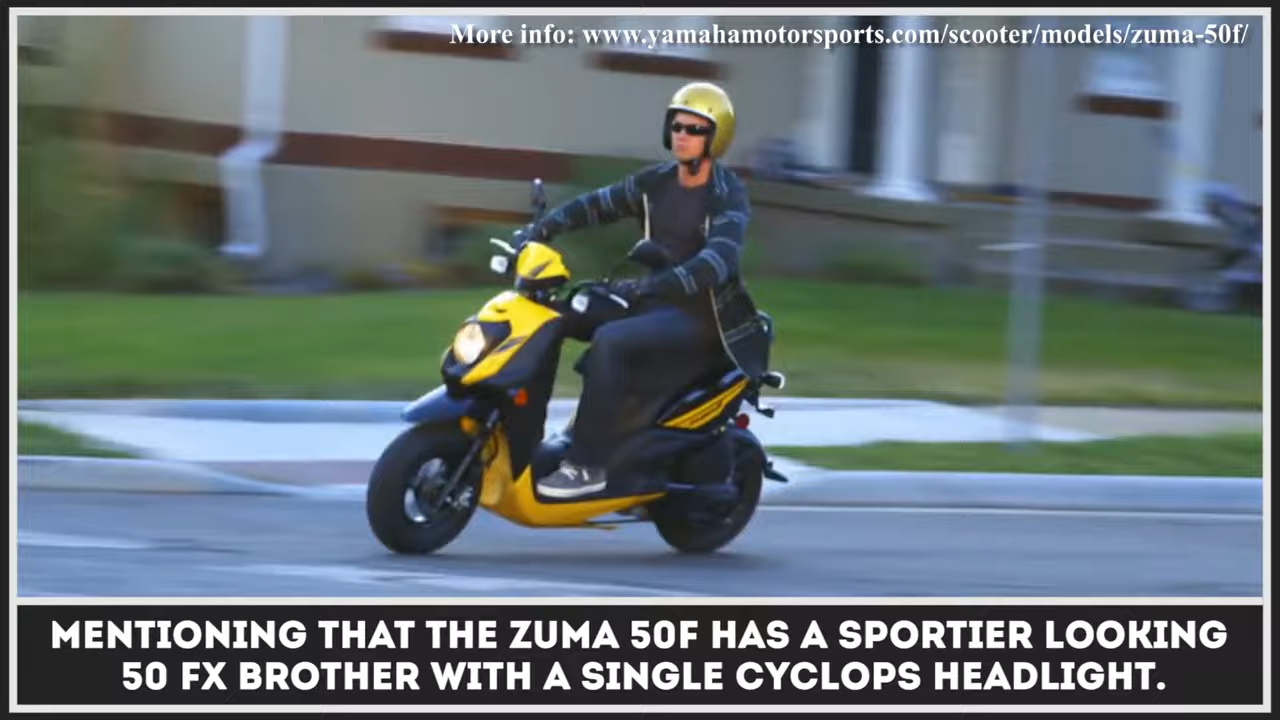 More info: www.yamahamotorsports.com/scooter/models/zuma-50f/
MENTIONING THAT THE ZUMA 50F HAS A SPORTIER LOOKING
50 FX BROTHER WITH A SINGLE CYCLOPS HEADLIGHT.